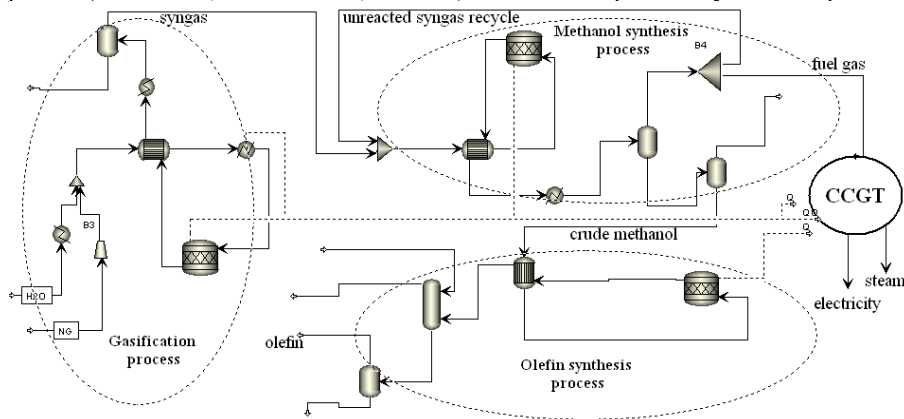 syngas
unreacted syngas recycle
Methanol synthesis
process
B4
fuel gas
B3
H2O
NG
Gasification
process
crude methanol
Q
Q
Q
CCGT
electricity
steam
olefin
Olefin synthesis
process